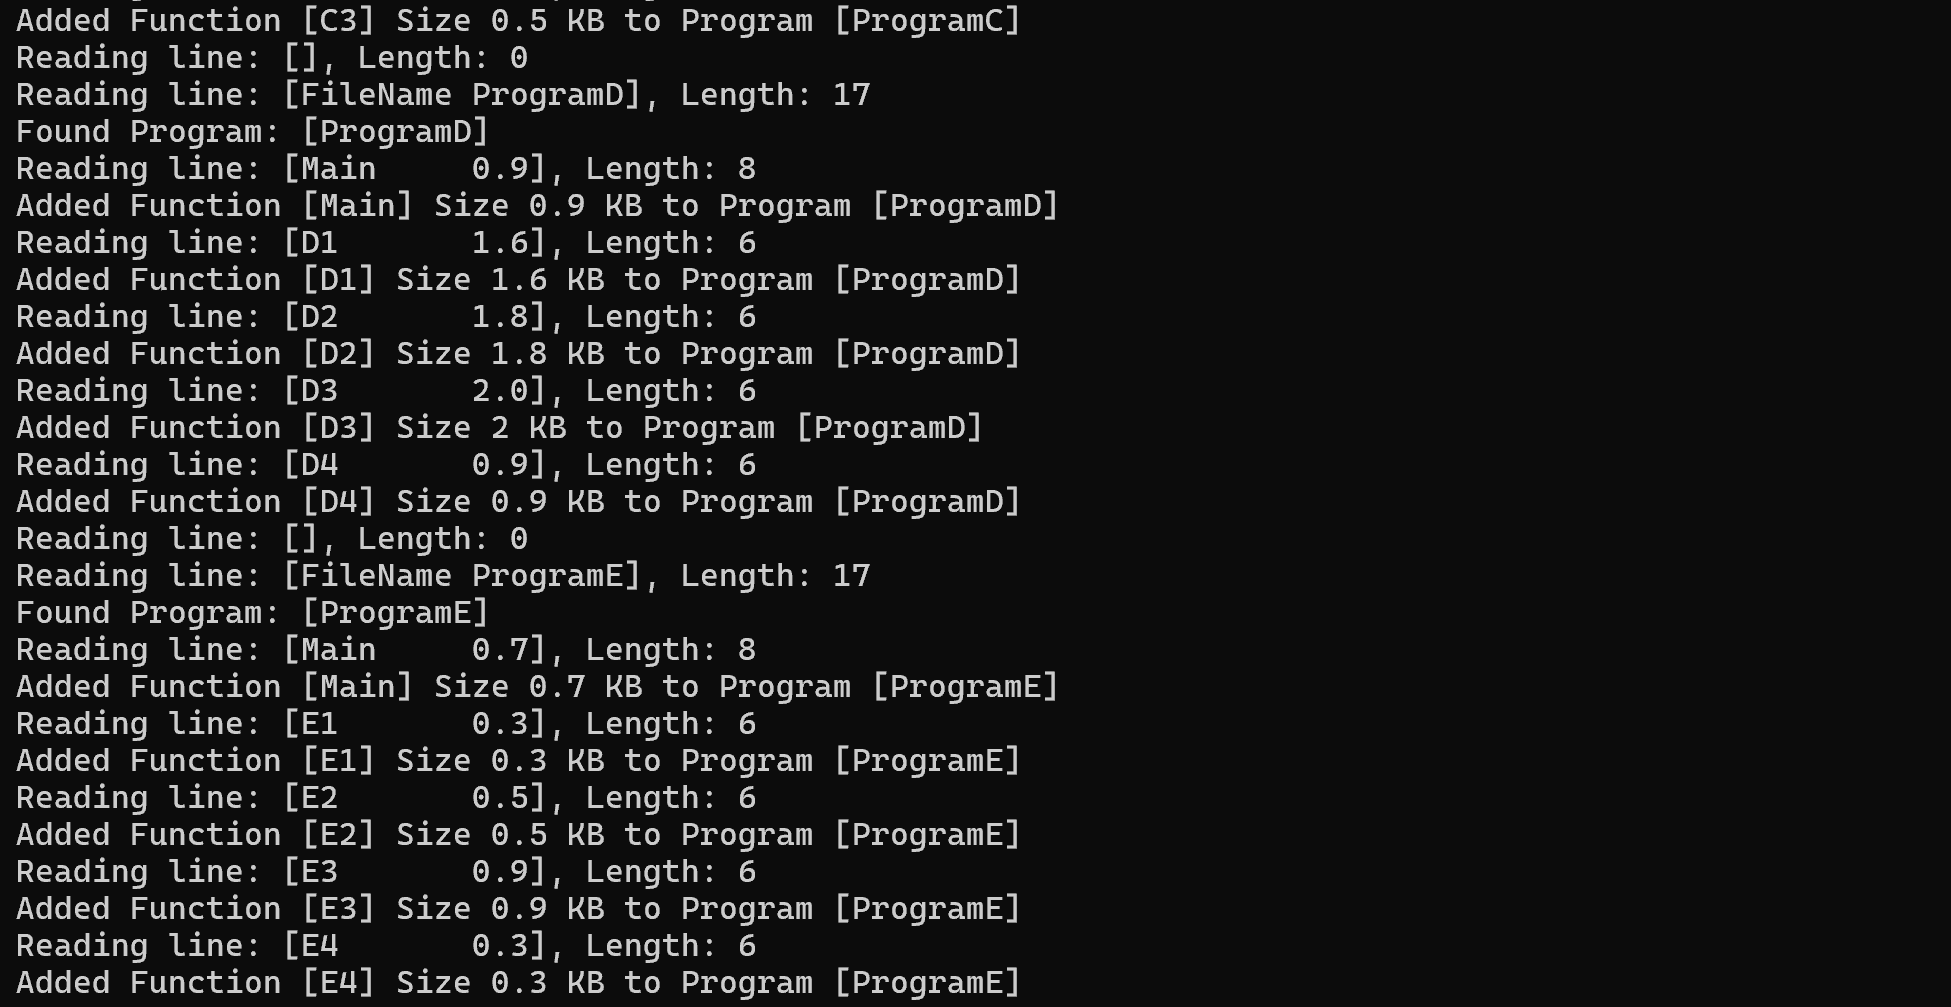 Added Function [C3] Size 0.5 KB to Program [ProgramC]
Reading line: [], Length: 0
Reading line: [FileName ProgramD], Length: 17
Found Program: [ProgramD]
Reading line: [Main     0.9], Length: 8
Added Function [Main] Size 0.9 KB to Program [ProgramD]
Reading line: [D1       1.6], Length: 6
Added Function [D1] Size 1.6 KB to Program [ProgramD]
Reading line: [D2       1.8], Length: 6
Added Function [D2] Size 1.8 KB to Program [ProgramD]
Reading line: [D3       2.0], Length: 6
Added Function [D3] Size 2 KB to Program [ProgramD]
Reading line: [D4       0.9], Length: 6
Added Function [D4] Size 0.9 KB to Program [ProgramD]
Reading line: [], Length: 0
Reading line: [FileName ProgramE], Length: 17
Found Program: [ProgramE]
Reading line: [Main     0.7], Length: 8
Added Function [Main] Size 0.7 KB to Program [ProgramE]
Reading line: [E1       0.3], Length: 6
Added Function [E1] Size 0.3 KB to Program [ProgramE]
Reading line: [E2       0.5], Length: 6
Added Function [E2] Size 0.5 KB to Program [ProgramE]
Reading line: [E3       0.9], Length: 6
Added Function [E3] Size 0.9 KB to Program [ProgramE]
Reading line: [E4       0.3], Length: 6
Added Function [E4] Size 0.3 KB to Program [ProgramE]